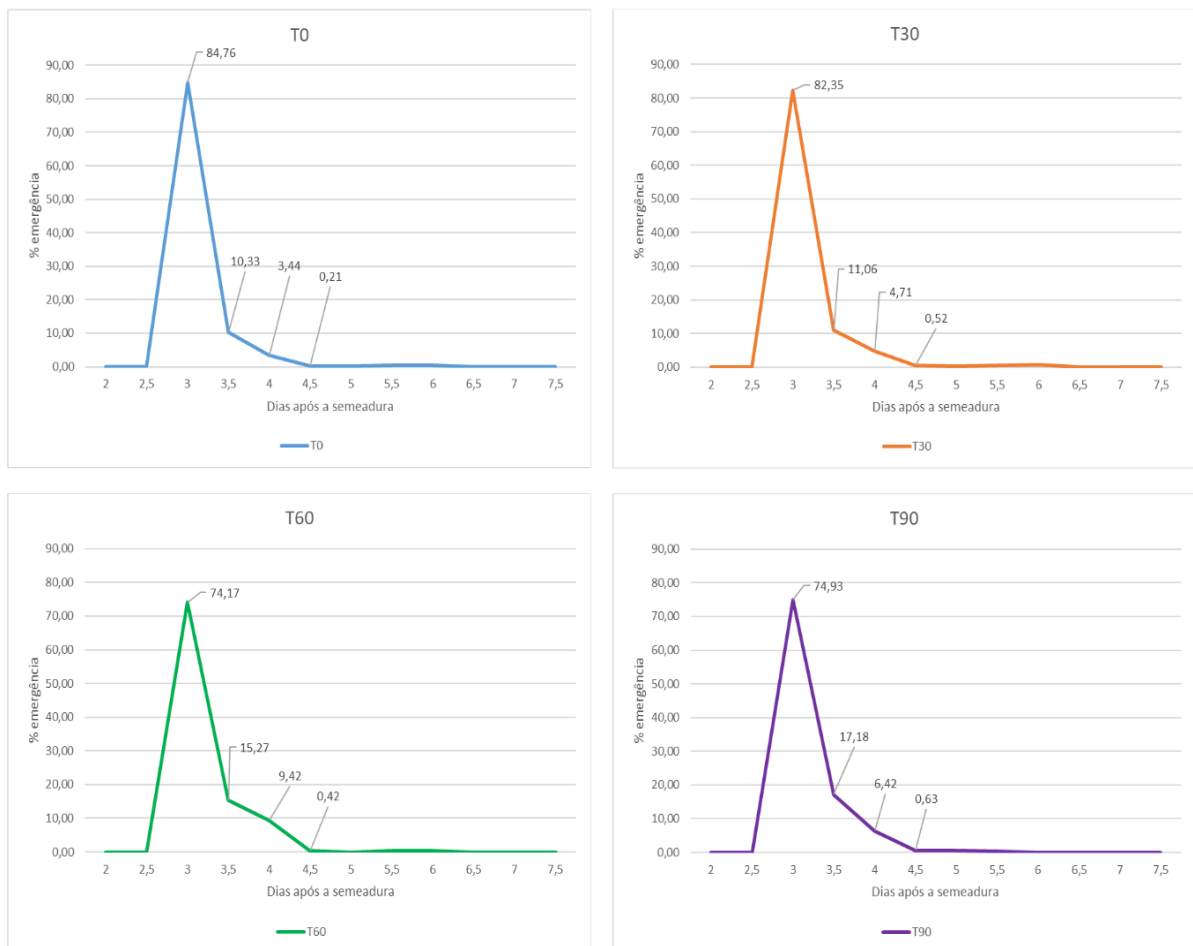 T0
84,76
90,00
80,00
70,00
60,00
50,00
40,00
30,00
20,00
10,00
0,00
% emergência
10,33
3,44
0,21
2 2,5 3 3,5 4 4,5 5 5,5 6 6,5 7 7,5
Dias após a semeadura
T0
T30
82,35
90,00
80,00
70,00
60,00
50,00
40,00
30,00
20,00
10,00
0,00
% emergência
11,06
4,71
0,52
2 2,5 3 3,5 4 4,5 5 5,5 6 6,5 7 7,5
Dias após a semeadura
T30
T60
74,17
90,00
80,00
70,00
60,00
50,00
40,00
30,00
20,00
10,00
0,00
% emergência
15,27
9,42
0,42
2 2,5 3 3,5 4 4,5 5 5,5 6 6,5 7 7,5
Dias após a semeadura
T60
T90
74,93
90,00
80,00
70,00
60,00
50,00
40,00
30,00
20,00
10,00
0,00
% emergência
17,18
6,42
0,63
2 2,5 3 3,5 4 4,5 5 5,5 6 6,5 7 7,5
Dias após a semeadura
T90